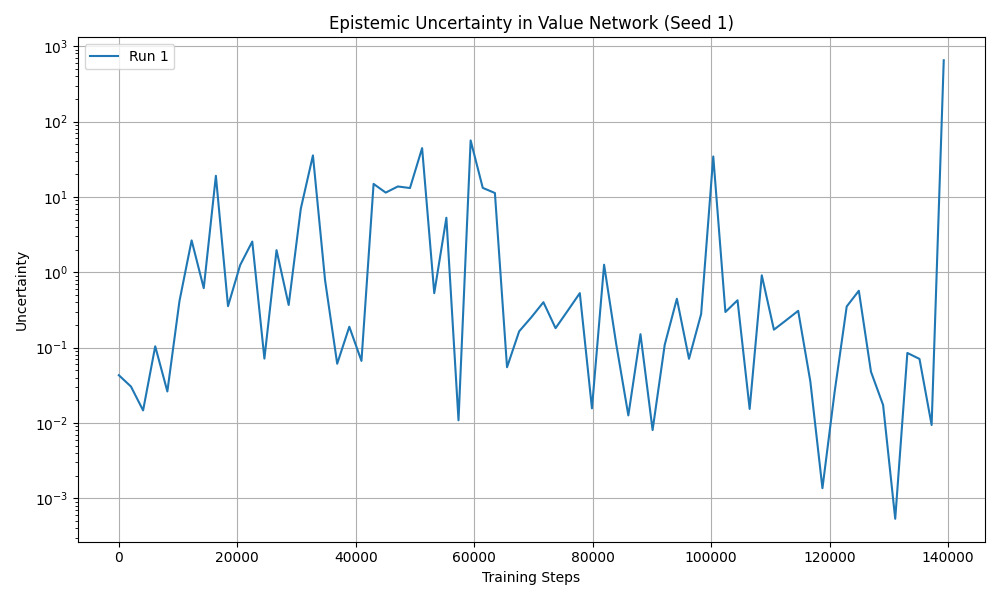 Epistemic Uncertainty in Value Network (Seed 1)
Run 1
Uncertainty
10³
10²
10¹
10⁰
10⁻¹
10⁻²
10⁻³
0 20000 40000 60000 80000 100000 120000 140000
Training Steps